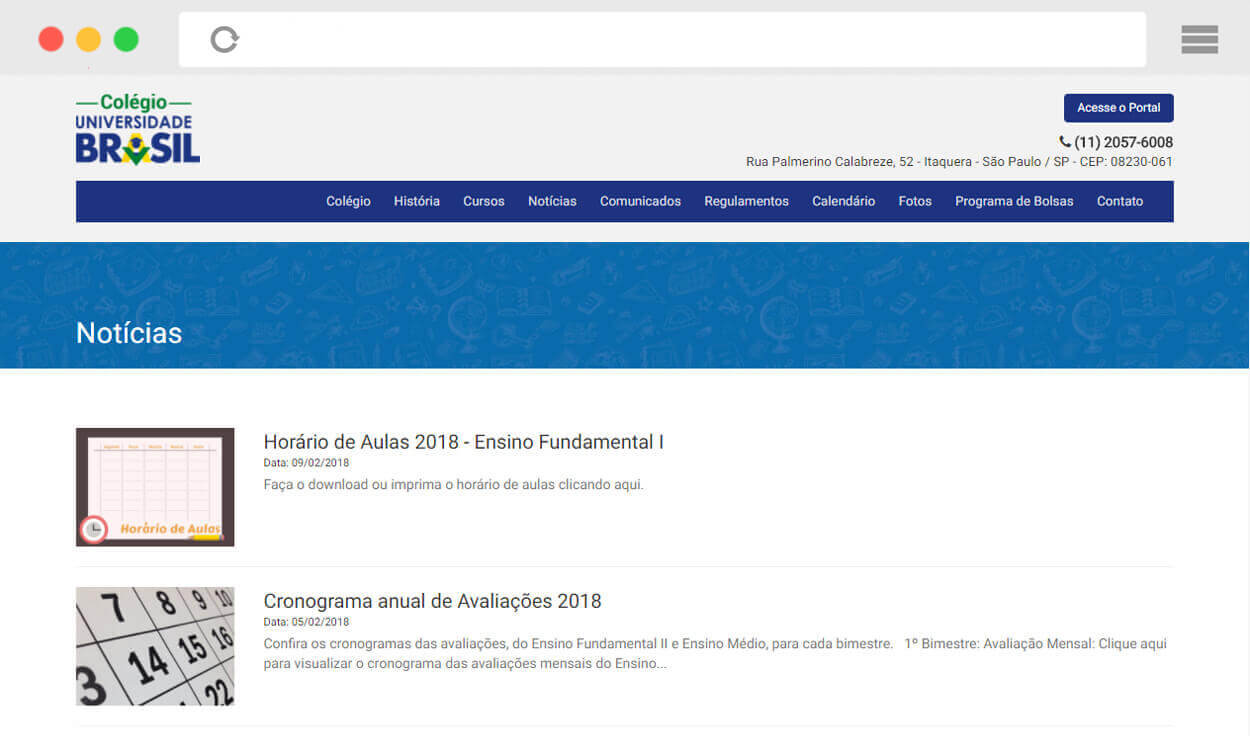 Colégio
UNIVERSIDADE
BRASIL
Acesse o Portal
(11) 2057-6008
Rua Palmerino Calabreze, 52 - Itaquera - São Paulo / SP - CEP: 08230-061
Colégio História Cursos Notícias Comunicados Regulamentos Calendário Fotos Programa de Bolsas Contato
Notícias
Horário de Aulas
Horário de Aulas 2018 - Ensino Fundamental I
Data: 09/02/2018
Faça o download ou imprima o horário de aulas clicando aqui.
7 8 9 10
14 15 16
3 22
Cronograma anual de Avaliações 2018
Data: 05/02/2018
Confira os cronogramas das avaliações, do Ensino Fundamental II e Ensino Médio, para cada bimestre. 1º Bimestre: Avaliação Mensal: Clique aqui
para visualizar o cronograma das avaliações mensais do Ensino...